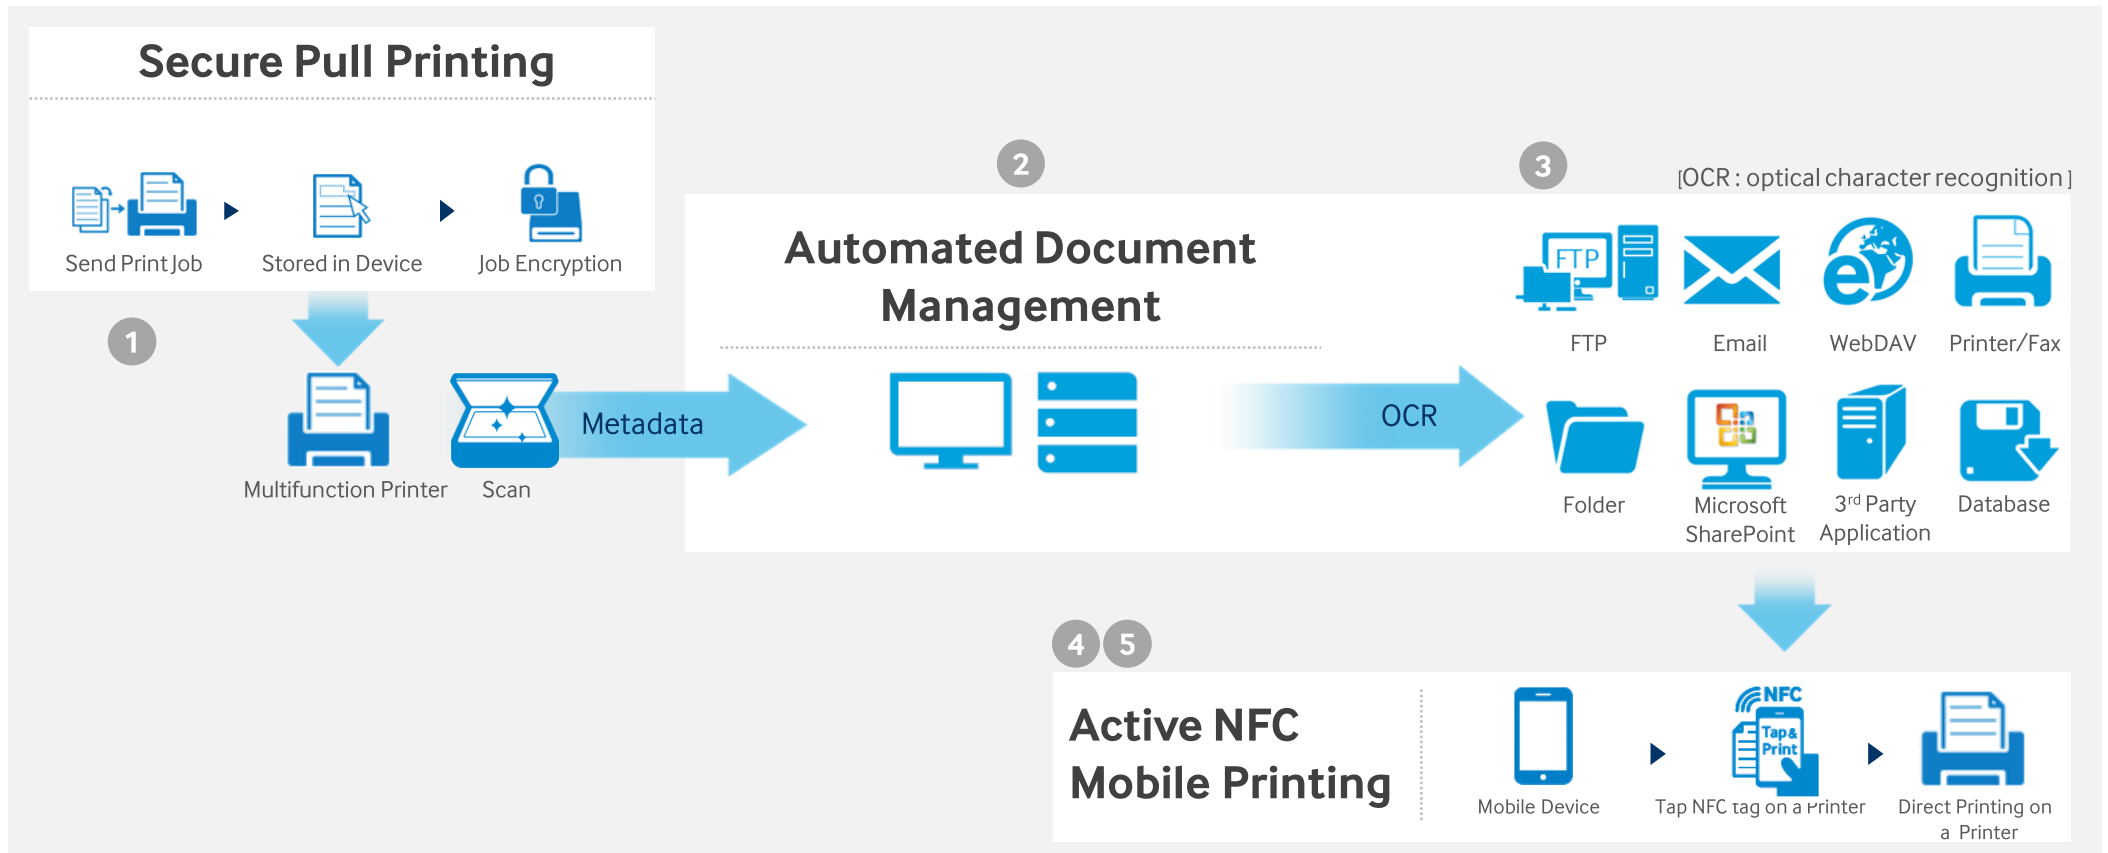 Secure Pull Printing
Send Print Job
Stored in Device
Job Encryption
1
Multifunction Printer
Scan
Metadata
2
Automated Document
Management
OCR
3
[OCR : optical character recognition ]
FTP
FTP
Email
WebDAV
Printer/Fax
Folder
Microsoft
SharePoint
3rd Party
Application
Database
4
5
Active NFC
Mobile Printing
Mobile Device
NFC
Tap &
Print
Tap NFC tag on a Printer
Direct Printing on
a Printer